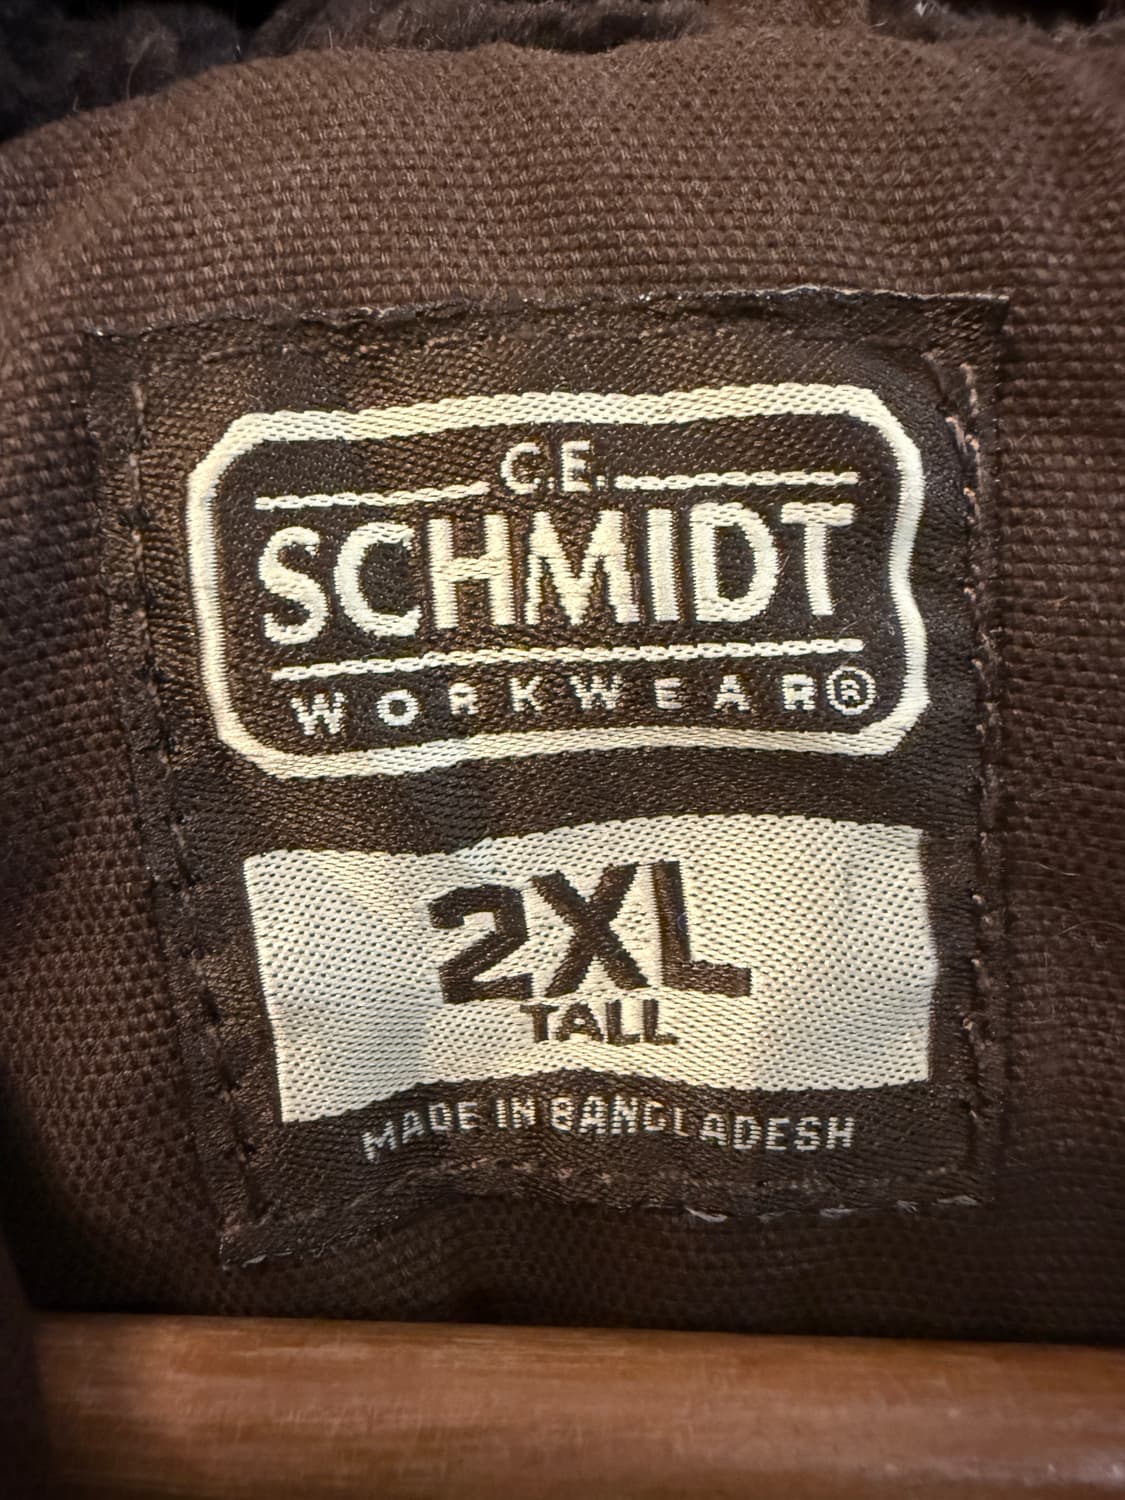 C.E.
SCHMIDT
WORKWEAR®
2XL
TALL
MADE IN BANGLADESH